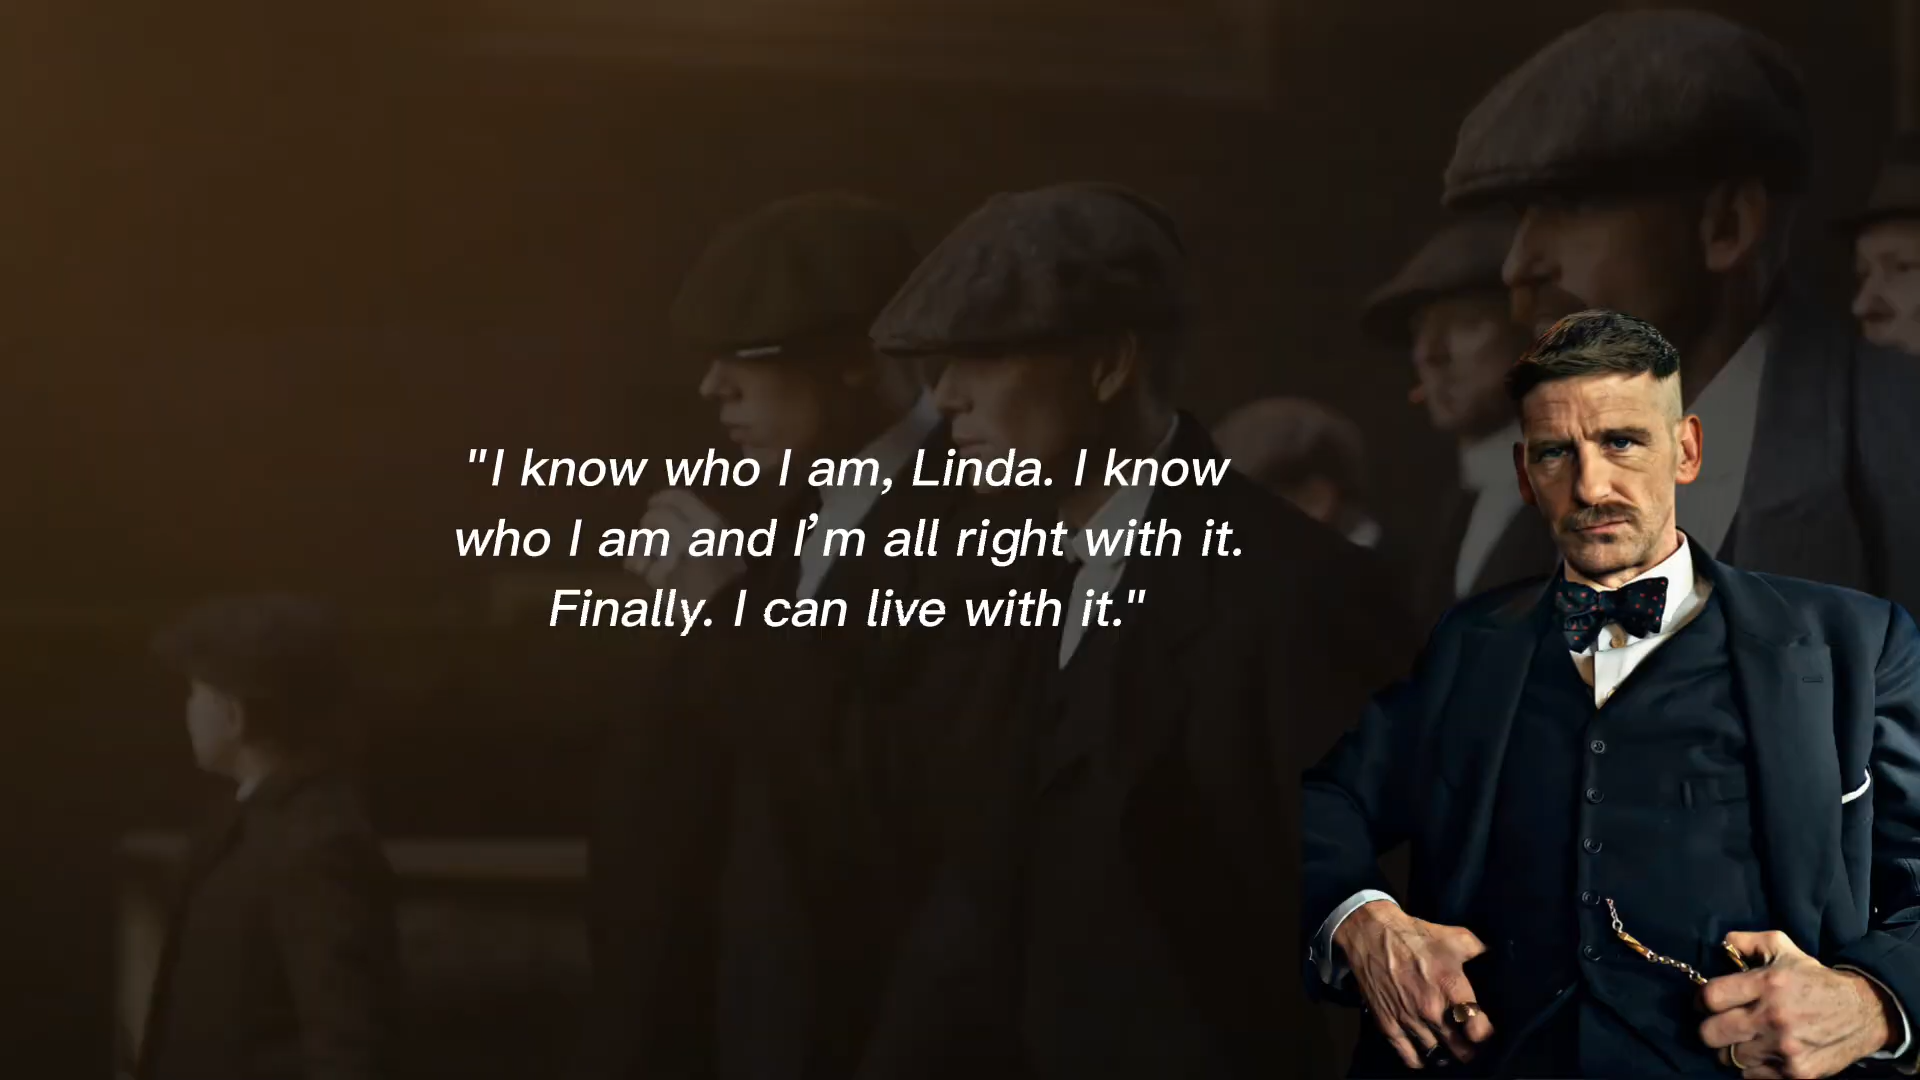 "I know who I am, Linda. I know
who I am and I’m all right with it.
Finally. I can live with it."